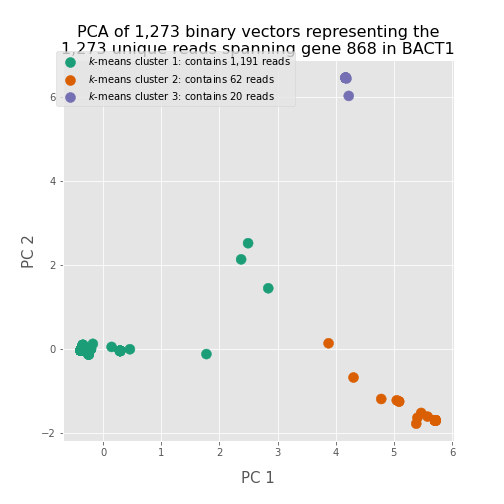 PCA of 1,273 binary vectors representing the
1,273 unique reads spanning gene 868 in BACT1
k-means cluster 1: contains 1,191 reads
k-means cluster 2: contains 62 reads
k-means cluster 3: contains 20 reads
6
4
2
0
−2
PC 2
0 1 2 3 4 5 6
PC 1